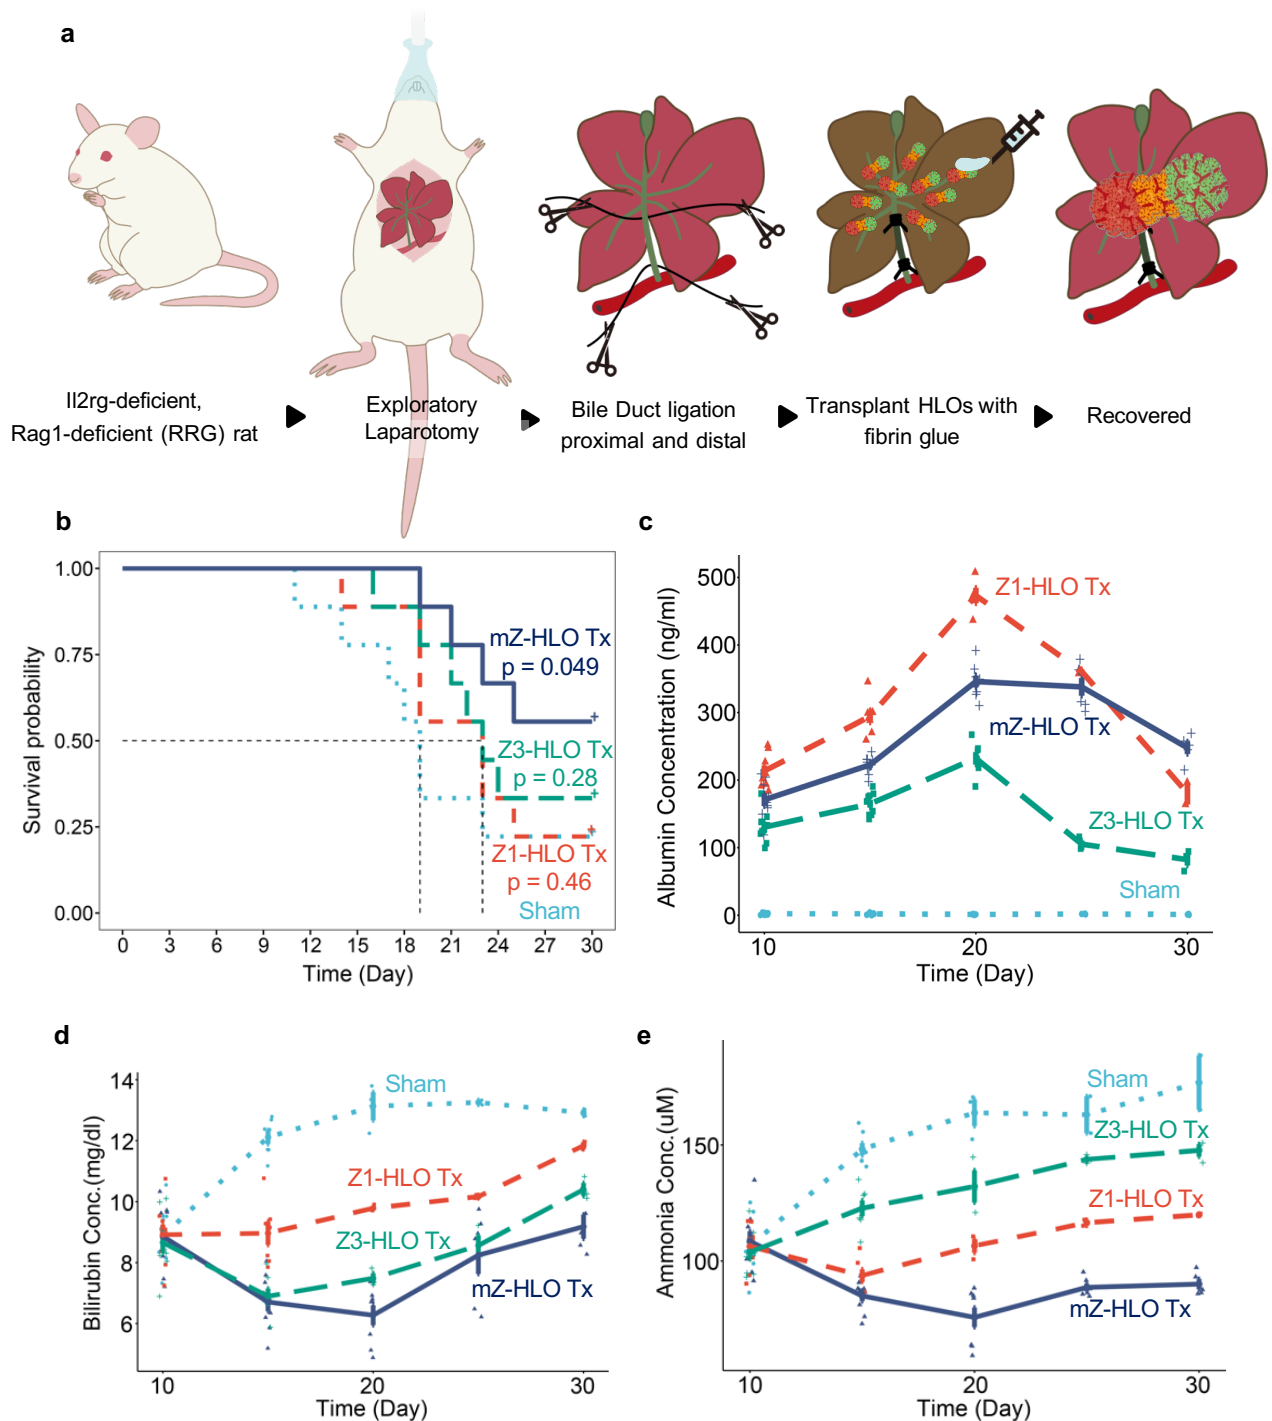 a
Il2rg-deficient,
Rag1-deficient (RRG) rat
Exploratory
Laparotomy
Bile Duct ligation
proximal and distal
Transplant HLOs with
fibrin glue
Recovered
b
Survival probability
1.00
0.75
0.50
0.25
0.00
mZ-HLO Tx
p = 0.049
Z3-HLO Tx
p = 0.28
Z1-HLO Tx
p = 0.46
Sham
0 3 6 9 12 15 18 21 24 27 30
Time (Day)
c
Albumin Concentration (ng/ml)
500
400
300
200
100
0
Z1-HLO Tx
mZ-HLO Tx
Z3-HLO Tx
Sham
10 20 30
Time (Day)
d
Bilirubin Conc.(mg/dl)
14
12
10
8
6
Sham
Z1-HLO Tx
Z3-HLO Tx
mZ-HLO Tx
10 20 30
Time (Day)
e
Ammonia Conc.(uM)
150
100
Sham
Z3-HLO Tx
Z1-HLO Tx
mZ-HLO Tx
10 20 30
Time (Day)